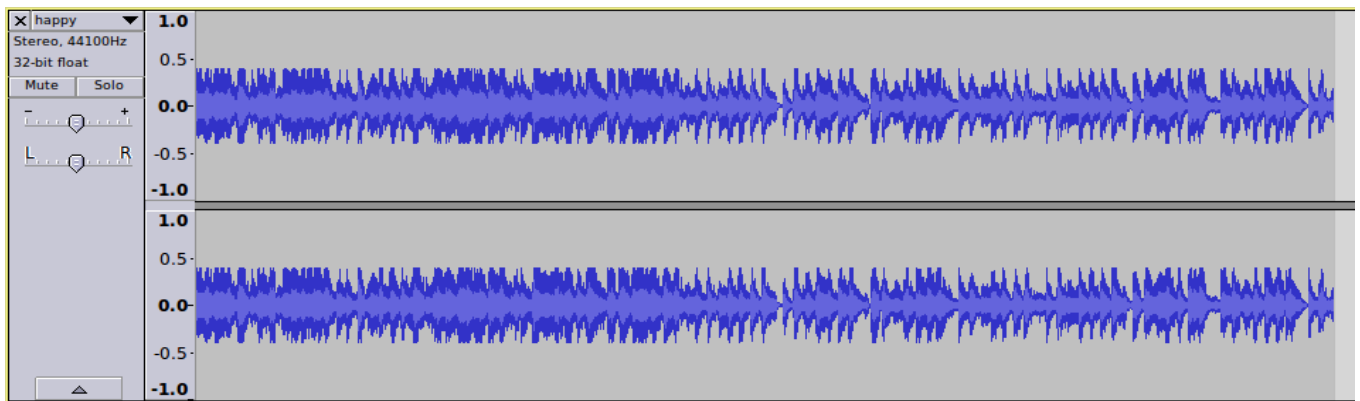 happy
Stereo, 44100Hz
32-bit float
Mute Solo
- +
L R
1.0
0.5-
0.0-
-0.5-
-1.0
1.0
0.5-
0.0-
-0.5-
-1.0